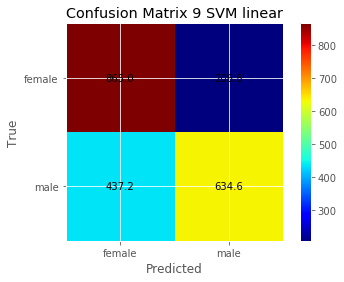 Confusion Matrix 9 SVM linear
female
male
True
437.2
634.6
female
male
Predicted
800
700
600
500
400
300